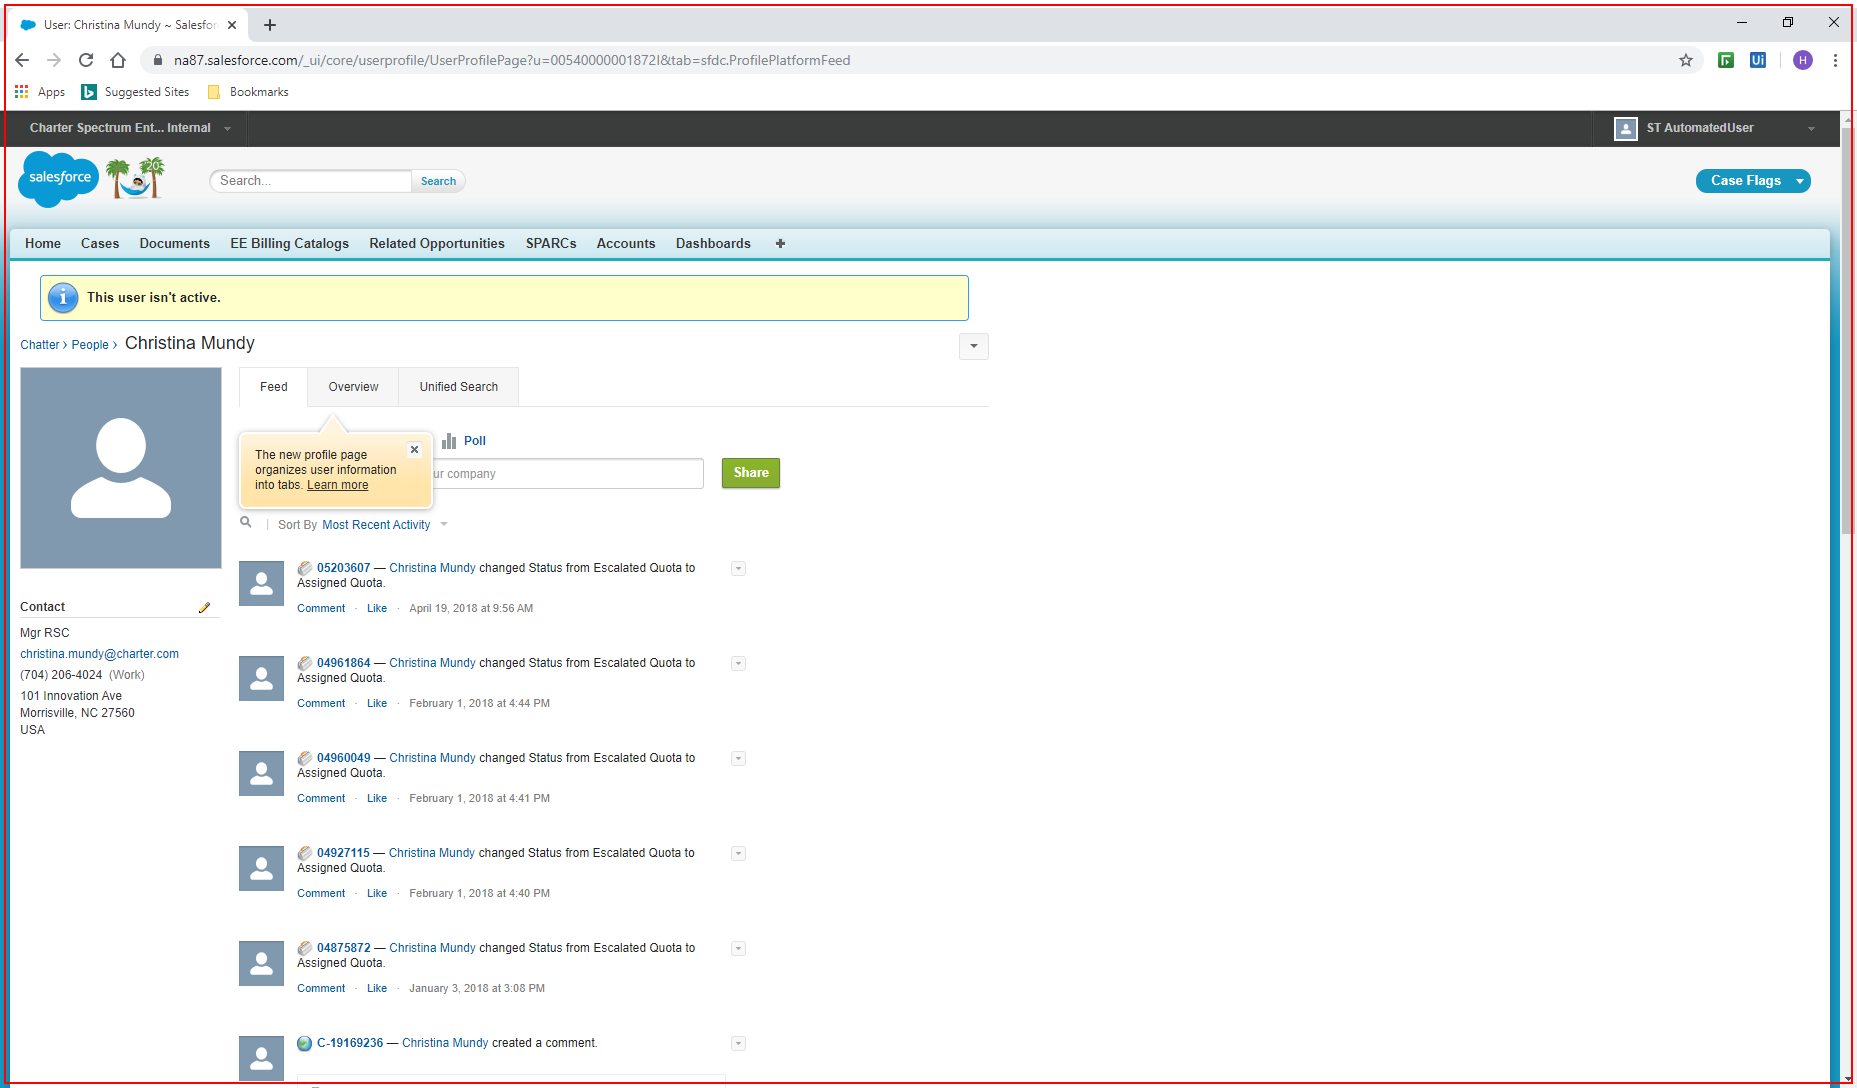 User: Christina Mundy ~ Salesfor
na87.salesforce.com/_ui/core/userprofile/UserProfilePage?u=00540000001872I&tab=sfdc.ProfilePlatformFeed
Ui
H
Apps
Suggested Sites
Bookmarks
Charter Spectrum Ent... Internal
ST AutomatedUser
salesforce
20
Search...
Search
Case Flags
Home Cases Documents EE Billing Catalogs Related Opportunities SPARCs Accounts Dashboards
This user isn't active.
Chatter › People › Christina Mundy
Feed
Overview
Unified Search
Poll
The new profile page
organizes user information
into tabs. Learn more
ur company
Share
Sort By Most Recent Activity
Contact
Mgr RSC
christina.mundy@charter.com
(704) 206-4024 (Work)
101 Innovation Ave
Morrisville, NC 27560
USA
05203607 — Christina Mundy changed Status from Escalated Quota to
Assigned Quota.
Comment · Like · April 19, 2018 at 9:56 AM
04961864 — Christina Mundy changed Status from Escalated Quota to
Assigned Quota.
Comment · Like · February 1, 2018 at 4:44 PM
04960049 — Christina Mundy changed Status from Escalated Quota to
Assigned Quota.
Comment · Like · February 1, 2018 at 4:41 PM
04927115 — Christina Mundy changed Status from Escalated Quota to
Assigned Quota.
Comment · Like · February 1, 2018 at 4:40 PM
04875872 — Christina Mundy changed Status from Escalated Quota to
Assigned Quota.
Comment · Like · January 3, 2018 at 3:08 PM
C-19169236 — Christina Mundy created a comment.